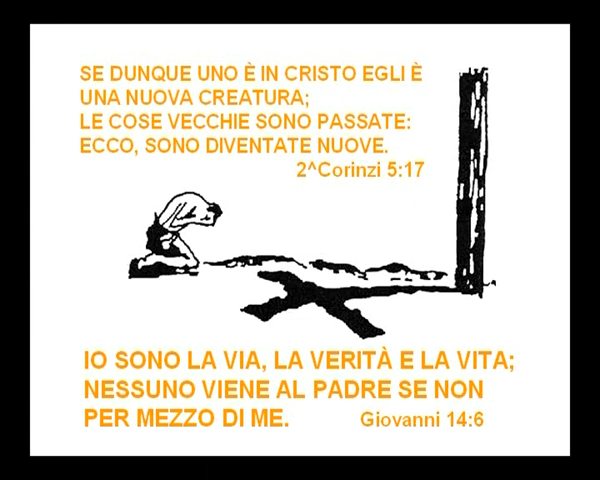 SE DUNQUE UNO È IN CRISTO EGLI È
UNA NUOVA CREATURA;
LE COSE VECCHIE SONO PASSATE:
ECCO, SONO DIVENTATE NUOVE.
2^Corinzi 5:17
IO SONO LA VIA, LA VERITÀ E LA VITA;
NESSUNO VIENE AL PADRE SE NON
PER MEZZO DI ME. Giovanni 14:6